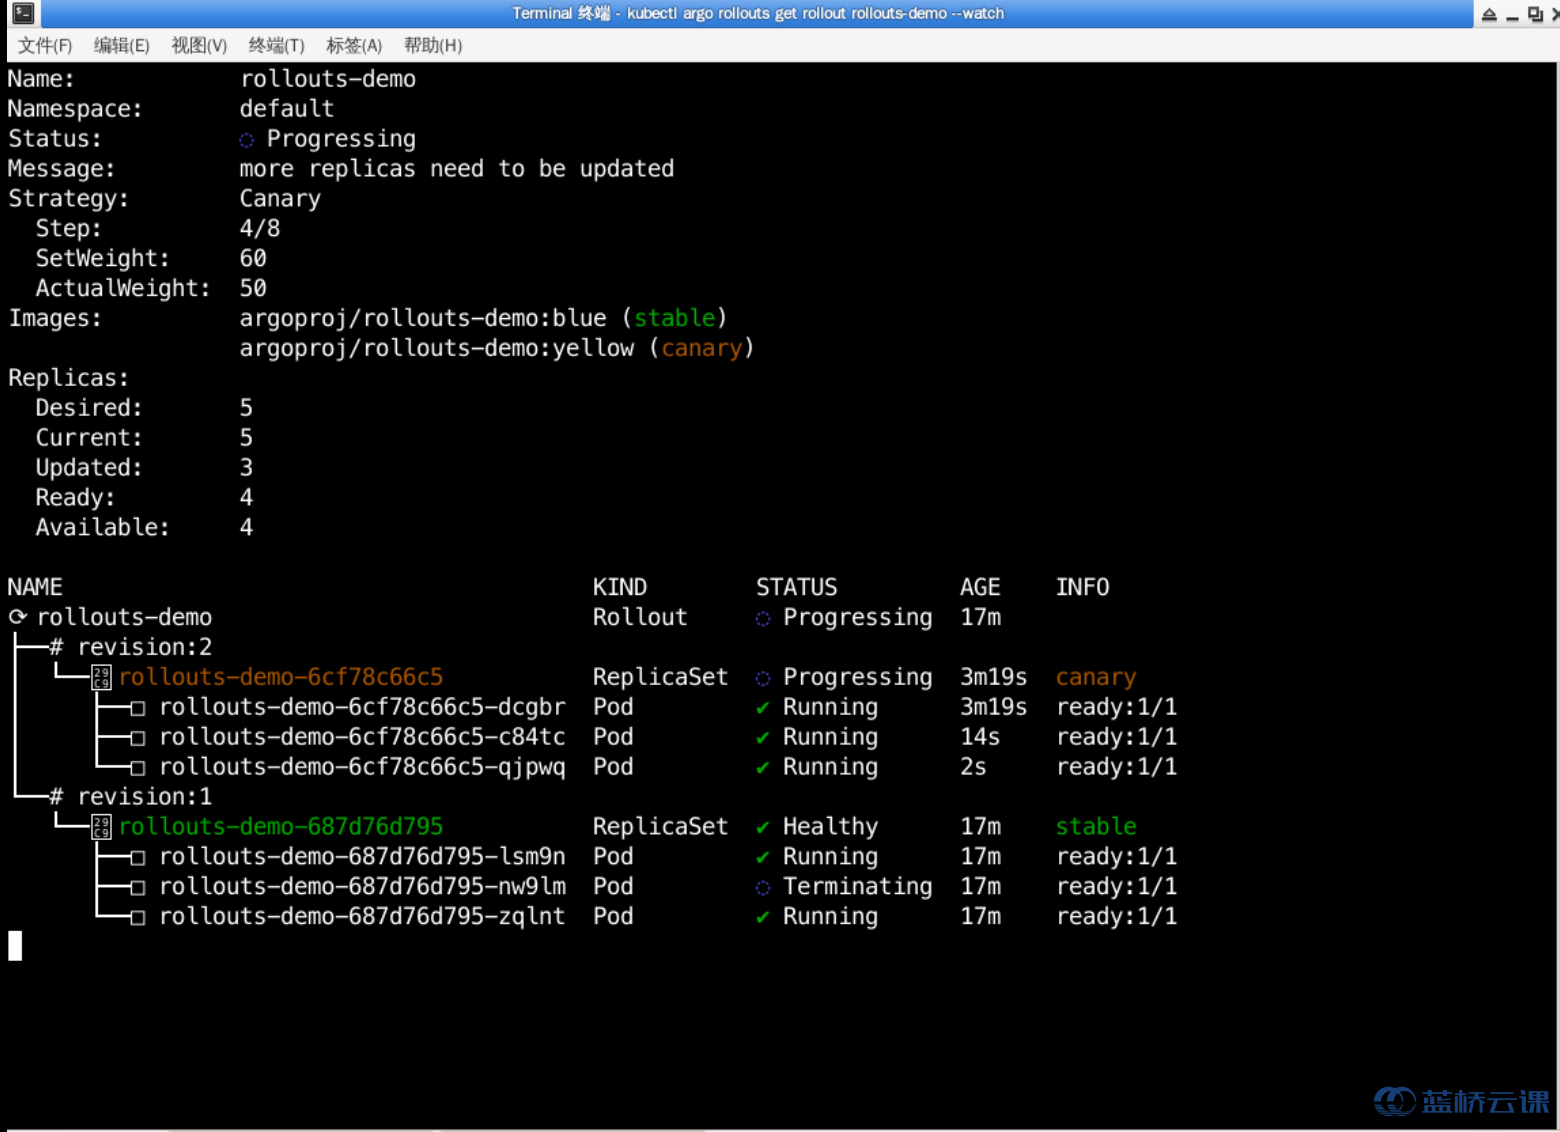 Terminal 终端 - kubectl argo rollouts get rollout rollouts-demo --watch
文件(F) 编辑(E) 视图(V) 终端(T) 标签(A) 帮助(H)
Name: rollouts-demo
Namespace: default
Status: ◌ Progressing
Message: more replicas need to be updated
Strategy: Canary
Step: 4/8
SetWeight: 60
ActualWeight: 50
Images: argoproj/rollouts-demo:blue (stable)
argoproj/rollouts-demo:yellow (canary)
Replicas:
Desired: 5
Current: 5
Updated: 3
Ready: 4
Available: 4
NAME KIND STATUS AGE INFO
⟳ rollouts-demo Rollout ◌ Progressing 17m
├──# revision:2
└──29C9 rollouts-demo-6cf78c66c5 ReplicaSet ◌ Progressing 3m19s canary
├──□ rollouts-demo-6cf78c66c5-dcgbr Pod ✔ Running 3m19s ready:1/1
├──□ rollouts-demo-6cf78c66c5-c84tc Pod ✔ Running 14s ready:1/1
└──□ rollouts-demo-6cf78c66c5-qjpwq Pod ✔ Running 2s ready:1/1
└──# revision:1
└──29C9 rollouts-demo-687d76d795 ReplicaSet ✔ Healthy 17m stable
├──□ rollouts-demo-687d76d795-lsm9n Pod ✔ Running 17m ready:1/1
├──□ rollouts-demo-687d76d795-nw9lm Pod ◌ Terminating 17m ready:1/1
└──□ rollouts-demo-687d76d795-zqlnt Pod ✔ Running 17m ready:1/1
蓝桥云课